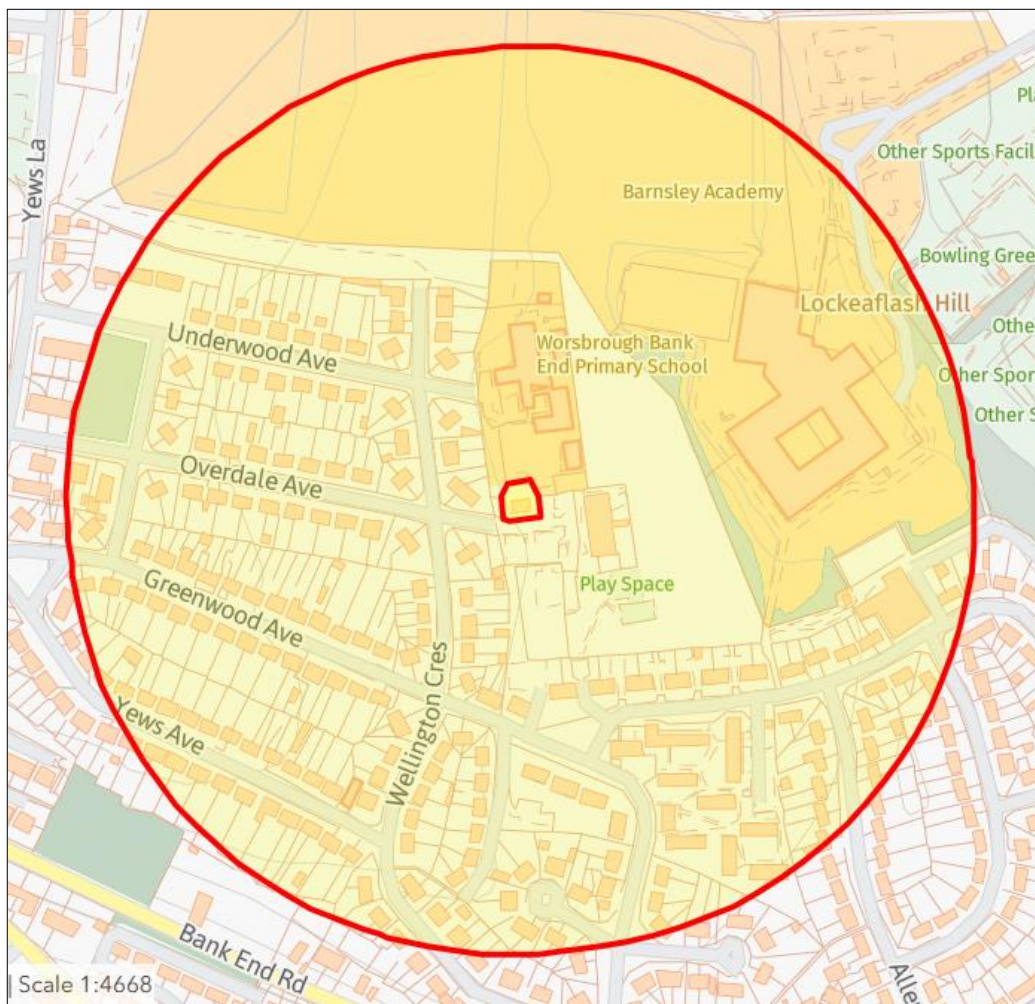 Yews La
Pl
Other Sports Facil
Barnsley Academy
Bowling Gree
Lockeaflash Hill
Othe
Underwood Ave
Worsbrough Bank
End Primary School
Other Spor
Other S
Overdale Ave
Play Space
Greenwood Ave
Wellington Cres
Yews Ave
Bank End Rd
Alle
Scale 1:4668